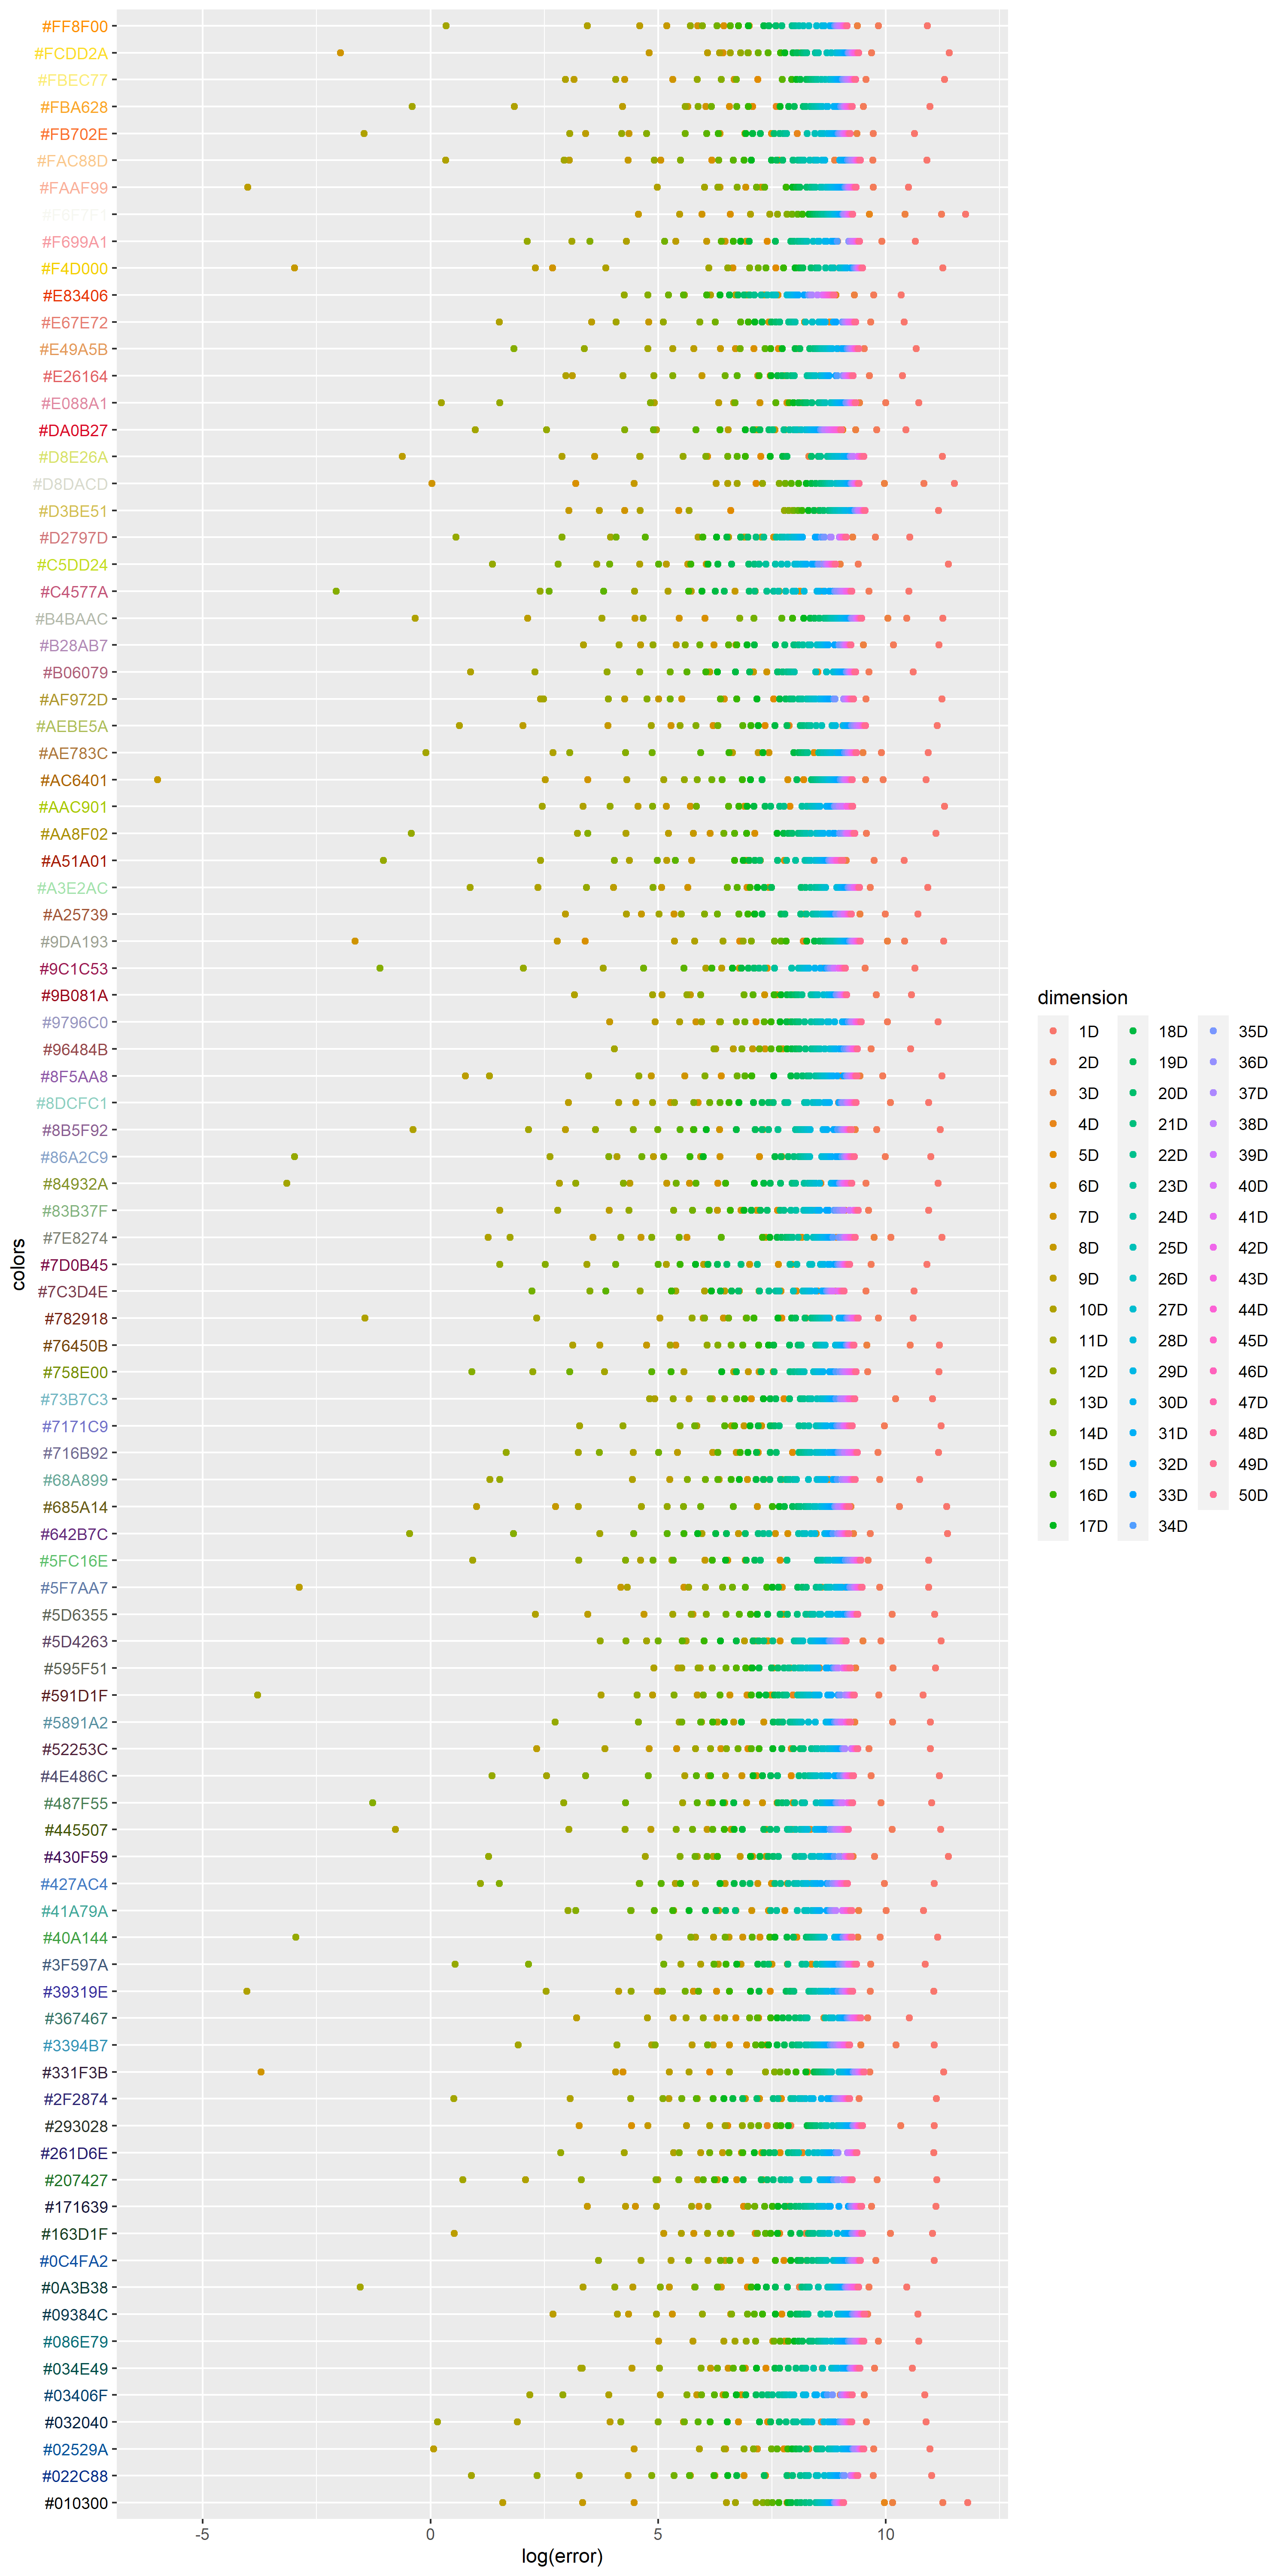 #FF8F00
#FCDD2A
#FBEC77
#FBA628
#FB702E
#FAC88D
#FAAF99
#F6F7F1
#F699A1
#F4D000
#E83406
#E67E72
#E49A5B
#E26164
#E088A1
#DA0B27
#D8E26A
#D8DACD
#D3BE51
#D2797D
#C5DD24
#C4577A
#B4BAAC
#B28AB7
#B06079
#AF972D
#AEBE5A
#AE783C
#AC6401
#AAC901
#AA8F02
#A51A01
#A3E2AC
#A25739
#9DA193
#9C1C53
#9B081A
#9796C0
#96484B
#8F5AA8
#8DCFC1
#8B5F92
#86A2C9
#84932A
#83B37F
#7E8274
#7D0B45
#7C3D4E
#782918
#76450B
#758E00
#73B7C3
#7171C9
#716B92
#68A899
#685A14
#642B7C
#5FC16E
#5F7AA7
#5D6355
#5D4263
#595F51
#591D1F
#5891A2
#52253C
#4E486C
#487F55
#445507
#430F59
#427AC4
#41A79A
#40A144
#3F597A
#39319E
#367467
#3394B7
#331F3B
#2F2874
#293028
#261D6E
#207427
#171639
#163D1F
#0C4FA2
#0A3B38
#09384C
#086E79
#034E49
#03406F
#032040
#02529A
#022C88
#010300
colors
-5 0 5 10
log(error)
dimension
1D 18D 35D
2D 19D 36D
3D 20D 37D
4D 21D 38D
5D 22D 39D
6D 23D 40D
7D 24D 41D
8D 25D 42D
9D 26D 43D
10D 27D 44D
11D 28D 45D
12D 29D 46D
13D 30D 47D
14D 31D 48D
15D 32D 49D
16D 33D 50D
17D 34D